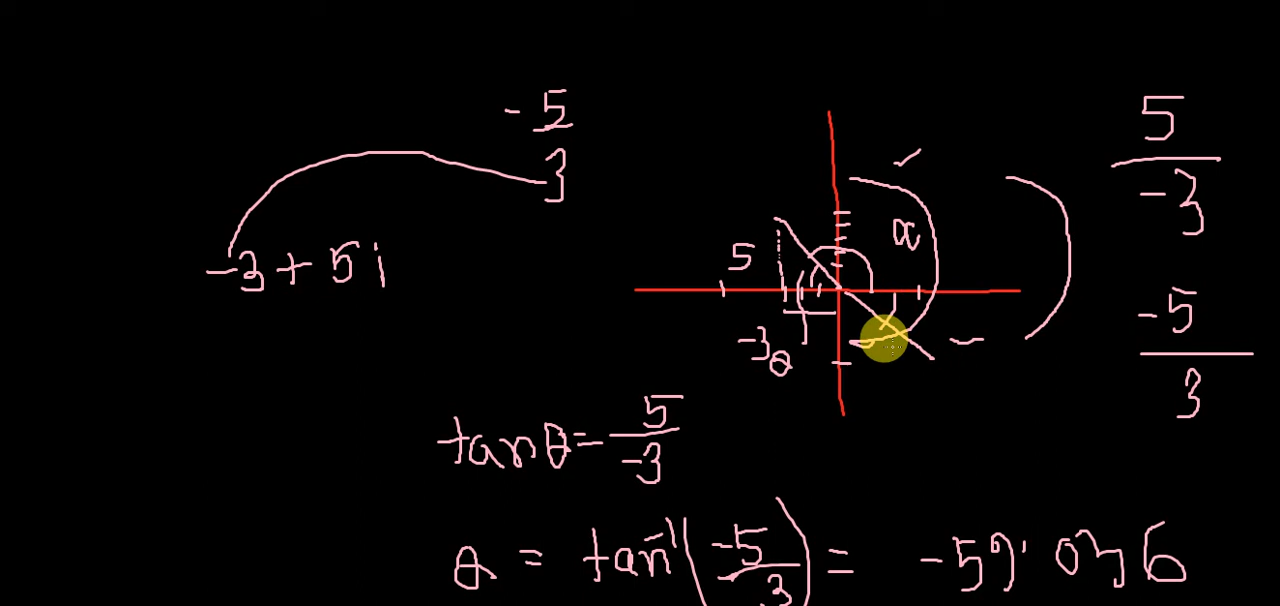 -5
3
-3 + 5i
5
-3
θ
x
-
5
-3
-5
3
tanθ = 5
-3
θ = tan⁻¹(-5
3) = -59.036